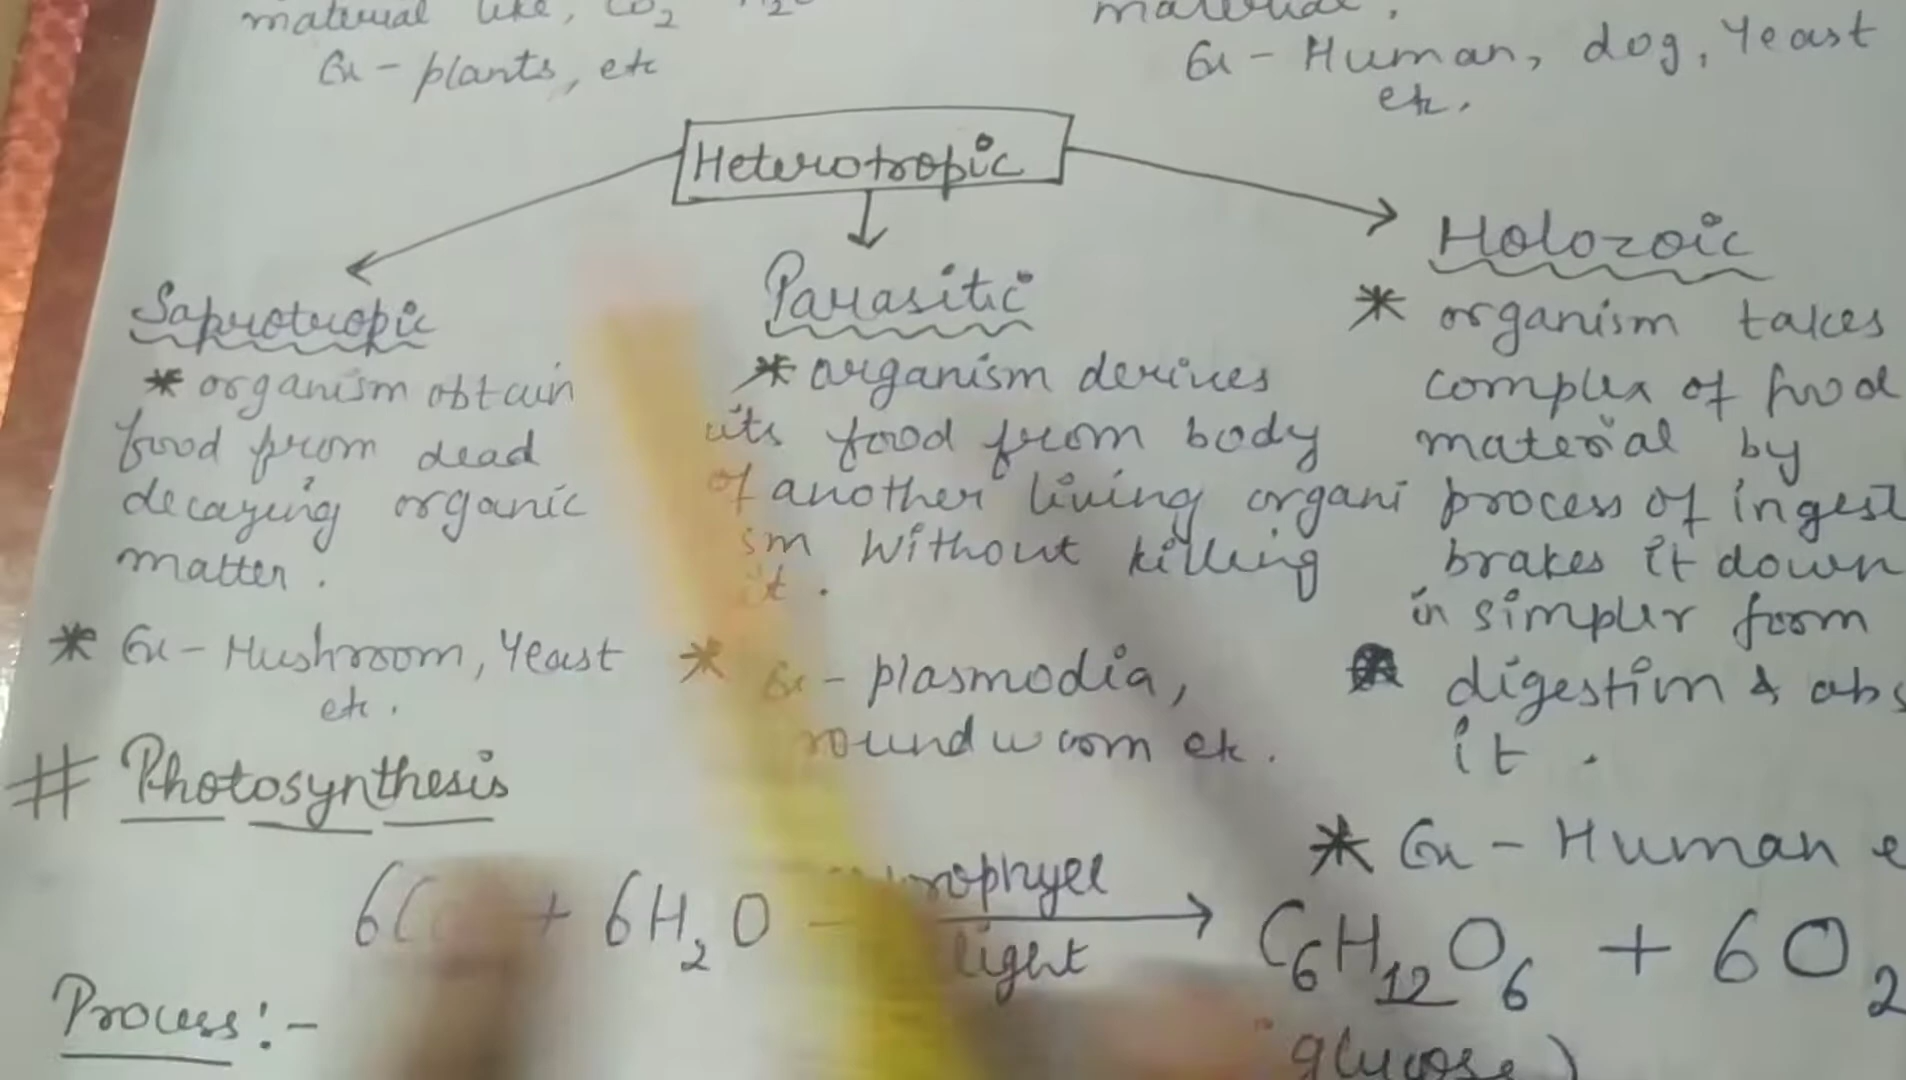 material like, CO2
Ex - plants, etc
material.
Ex - Human, dog, Yeast
etc.
Heterotropic
Saprotropic
* organism obtain
food from dead
decaying organic
matter.
* Ex - Mushroom, Yeast
etc.
Parasitic
* organism derives
its food from body
of another living organi
sm without killing
it.
* Ex - plasmodia,
roundworm etc.
Holozoic
* organism takes
complex of food
material by
process of ingest
brakes it down
in simpler form
digestion & abs
it.
* Ex - Human e
# Photosynthesis
+ 6H2O light C6H12O6 + 6O2
glucose)
Process:-